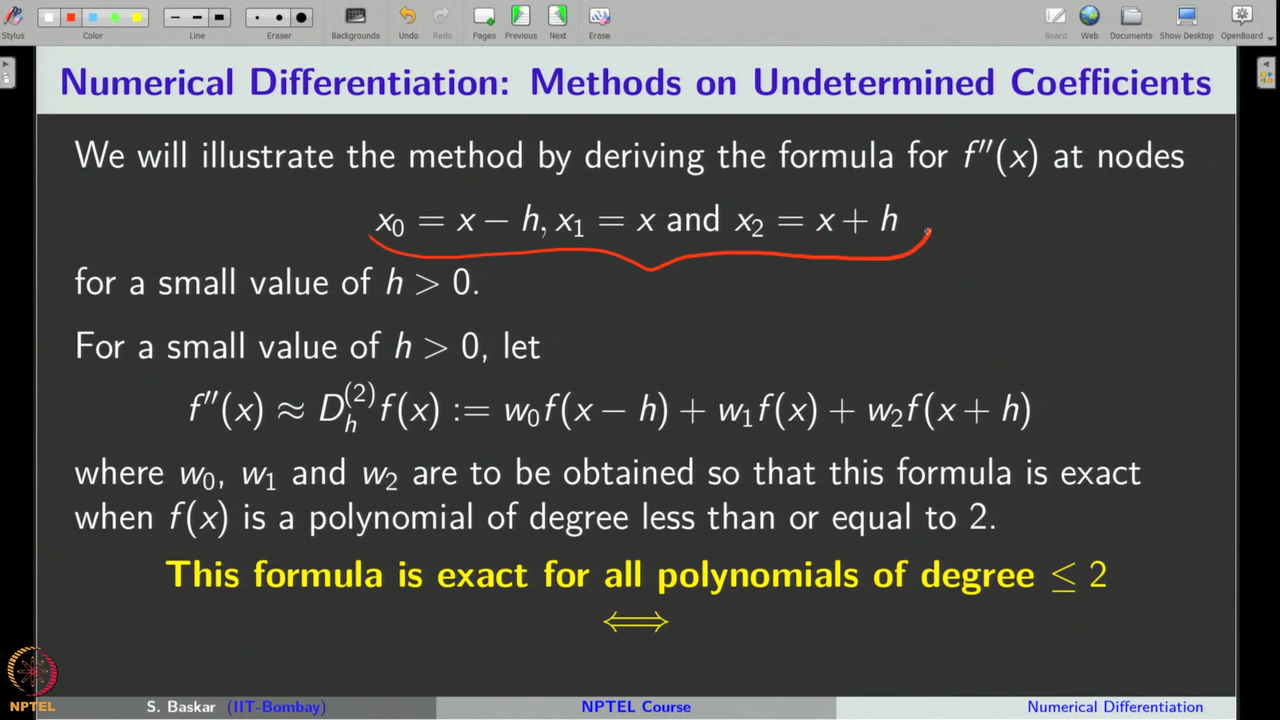 Stylus Color Line Eraser Backgrounds Undo Redo Pages Previous Next Erase Board Web Documents Show Desktop OpenBoard
Numerical Differentiation: Methods on Undetermined Coefficients
We will illustrate the method by deriving the formula for f″(x) at nodes
x₀ = x − h, x₁ = x and x₂ = x + h
for a small value of h > 0.
For a small value of h > 0, let
f″(x) ≈ D_h^(2) f(x) := w₀f(x − h) + w₁f(x) + w₂f(x + h)
where w₀, w₁ and w₂ are to be obtained so that this formula is exact
when f(x) is a polynomial of degree less than or equal to 2.
This formula is exact for all polynomials of degree ≤ 2
⟺
NPTEL
S. Baskar (IIT-Bombay) NPTEL Course Numerical Differentiation